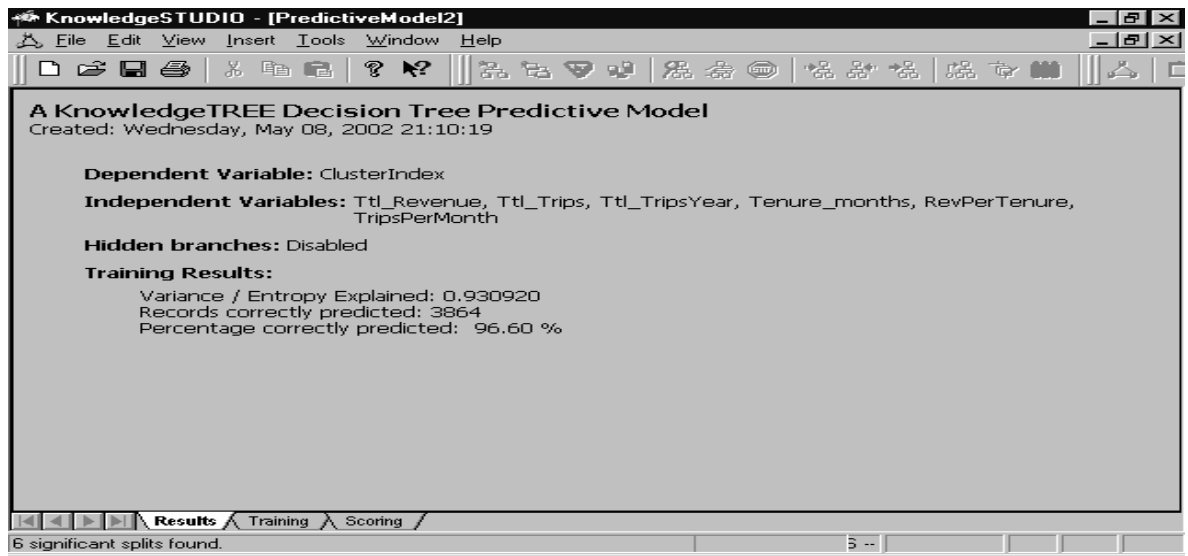 KnowledgeSTUDIO - [PredictiveModel2]
File Edit View Insert Tools Window Help
STOP
A KnowledgeTREE Decision Tree Predictive Model
Created: Wednesday, May 08, 2002 21:10:19
Dependent Variable: ClusterIndex
Independent Variables: Ttl_Revenue, Ttl_Trips, Ttl_TripsYear, Tenure_months, RevPerTenure,
TripsPerMonth
Hidden branches: Disabled
Training Results:
Variance / Entropy Explained: 0.930920
Records correctly predicted: 3864
Percentage correctly predicted: 96.60 %
Results Training Scoring
6 significant splits found.